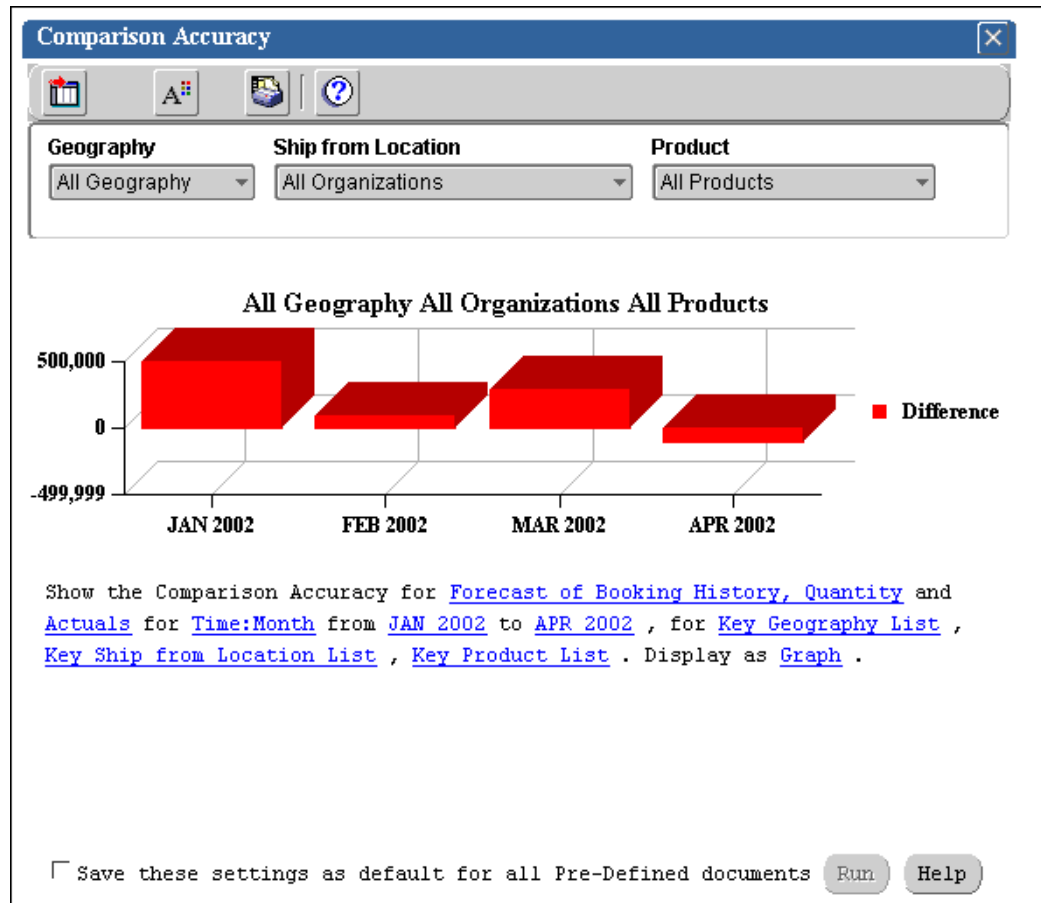 Comparison Accuracy
A
?
Geography Ship from Location Product
All Geography All Organizations All Products
All Geography All Organizations All Products
500,000
0
-499,999
Difference
JAN 2002 FEB 2002 MAR 2002 APR 2002
Show the Comparison Accuracy for Forecast of Booking History, Quantity and
Actuals for Time:Month from JAN 2002 to APR 2002 , for Key Geography List ,
Key Ship from Location List , Key Product List . Display as Graph .
Save these settings as default for all Pre-Defined documents Run Help